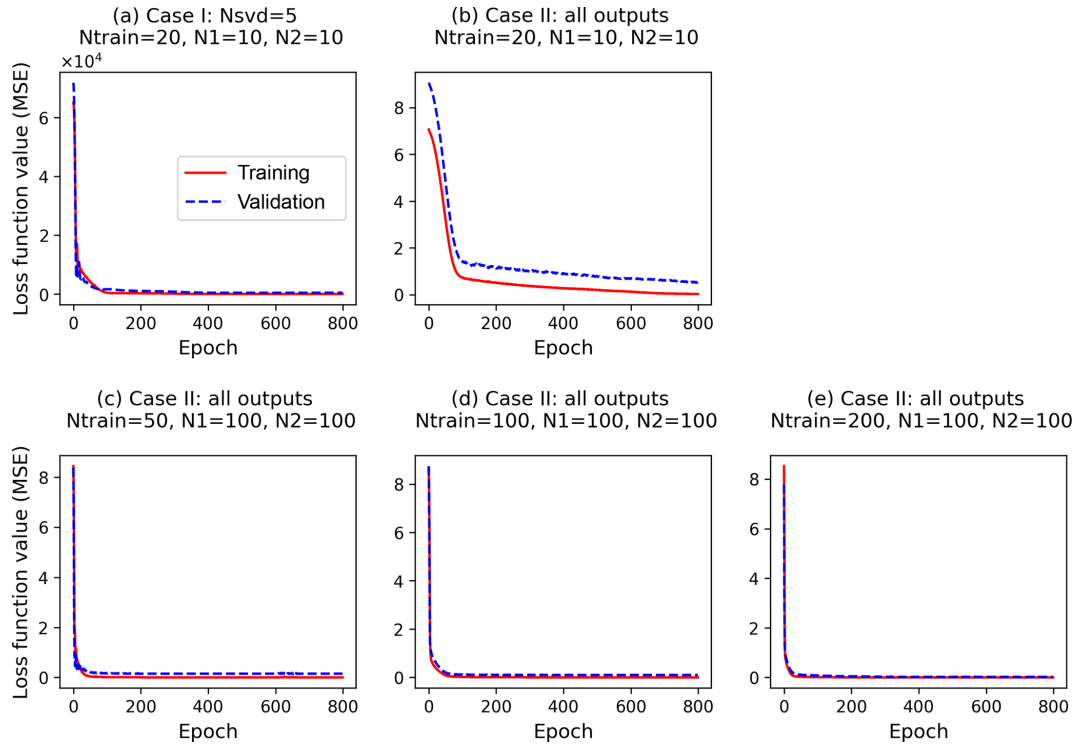 (a) Case I: Nsvd=5
Ntrain=20, N1=10, N2=10
×10⁴
Loss function value (MSE)
6
4
2
0
0 200 400 600 800
Epoch
Training
Validation
(b) Case II: all outputs
Ntrain=20, N1=10, N2=10
8
6
4
2
0
0 200 400 600 800
Epoch
(c) Case II: all outputs
Ntrain=50, N1=100, N2=100
Loss function value (MSE)
8
6
4
2
0
0 200 400 600 800
Epoch
(d) Case II: all outputs
Ntrain=100, N1=100, N2=100
8
6
4
2
0
0 200 400 600 800
Epoch
(e) Case II: all outputs
Ntrain=200, N1=100, N2=100
8
6
4
2
0
0 200 400 600 800
Epoch